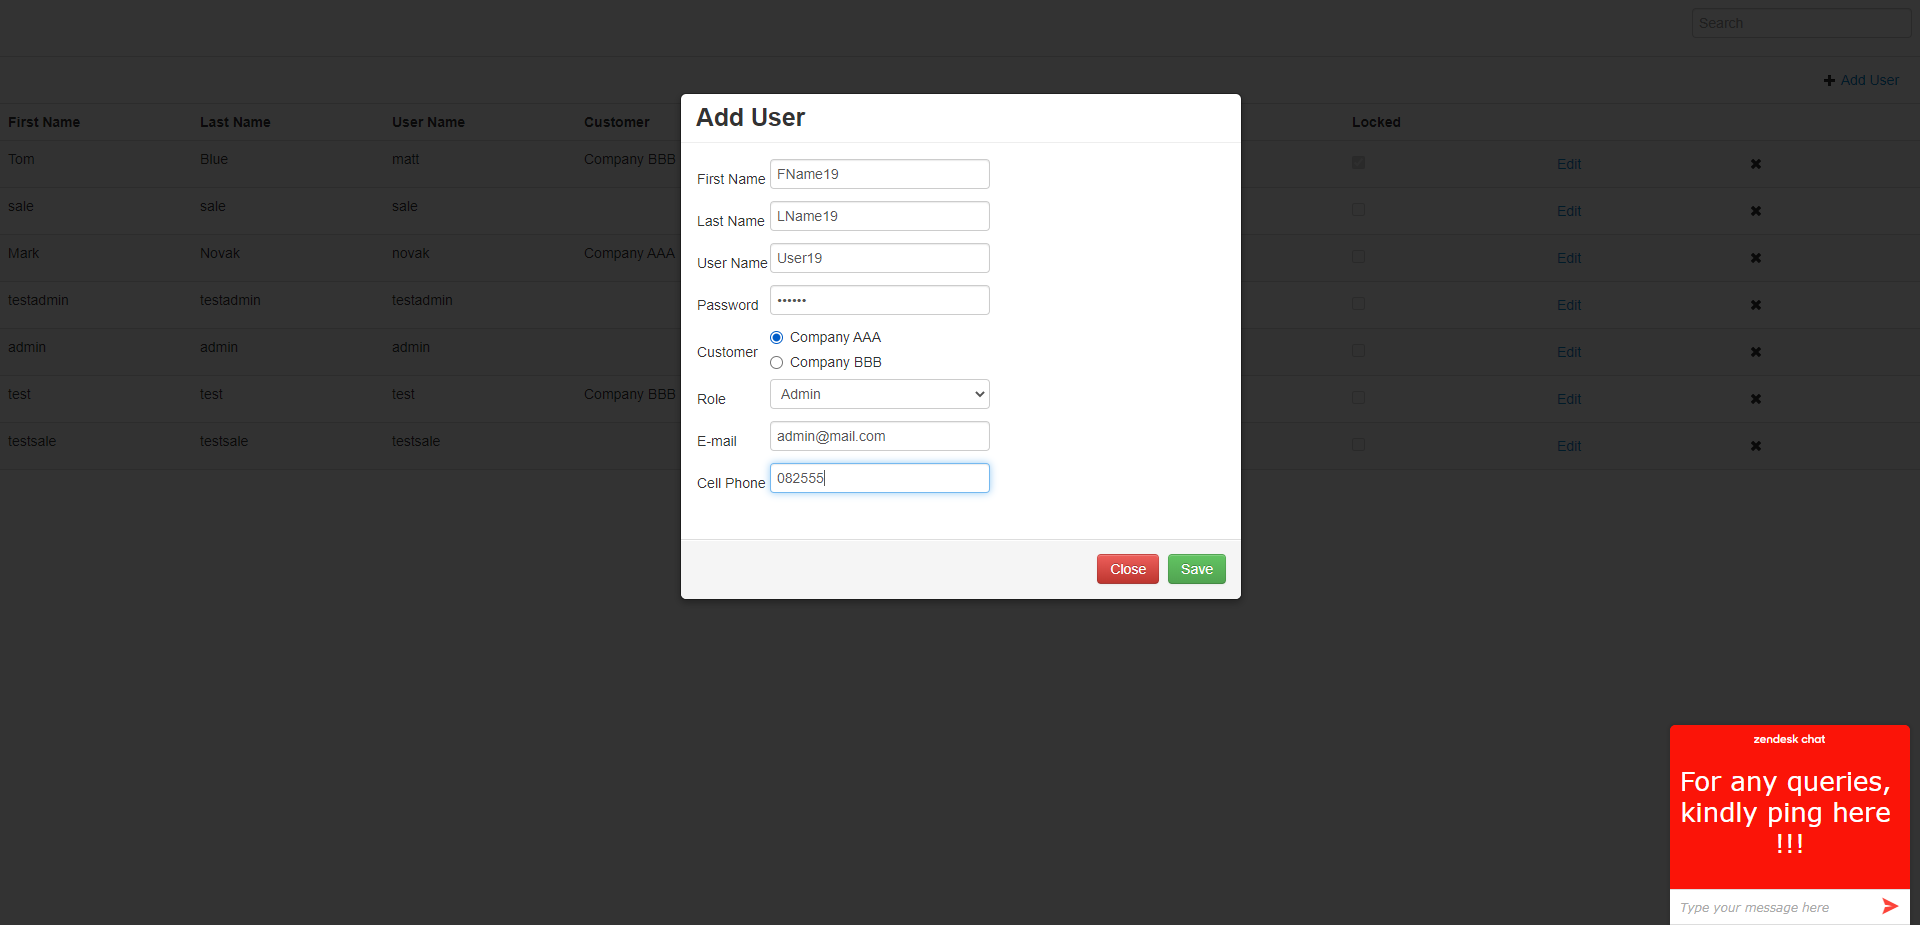 Search
Add User
First Name Last Name User Name Customer Locked
Tom Blue matt Company BBB Edit
sale sale sale Edit
Mark Novak novak Company AAA Edit
testadmin testadmin testadmin Edit
admin admin admin Edit
test test test Company BBB Edit
testsale testsale testsale Edit
Add User
First Name FName19
Last Name LName19
User Name User19
Password ••••••
Customer
Company AAA
Company BBB
Role Admin
E-mail admin@mail.com
Cell Phone 082555
Close Save
zendesk chat
For any queries,
kindly ping here
!!!
Type your message here